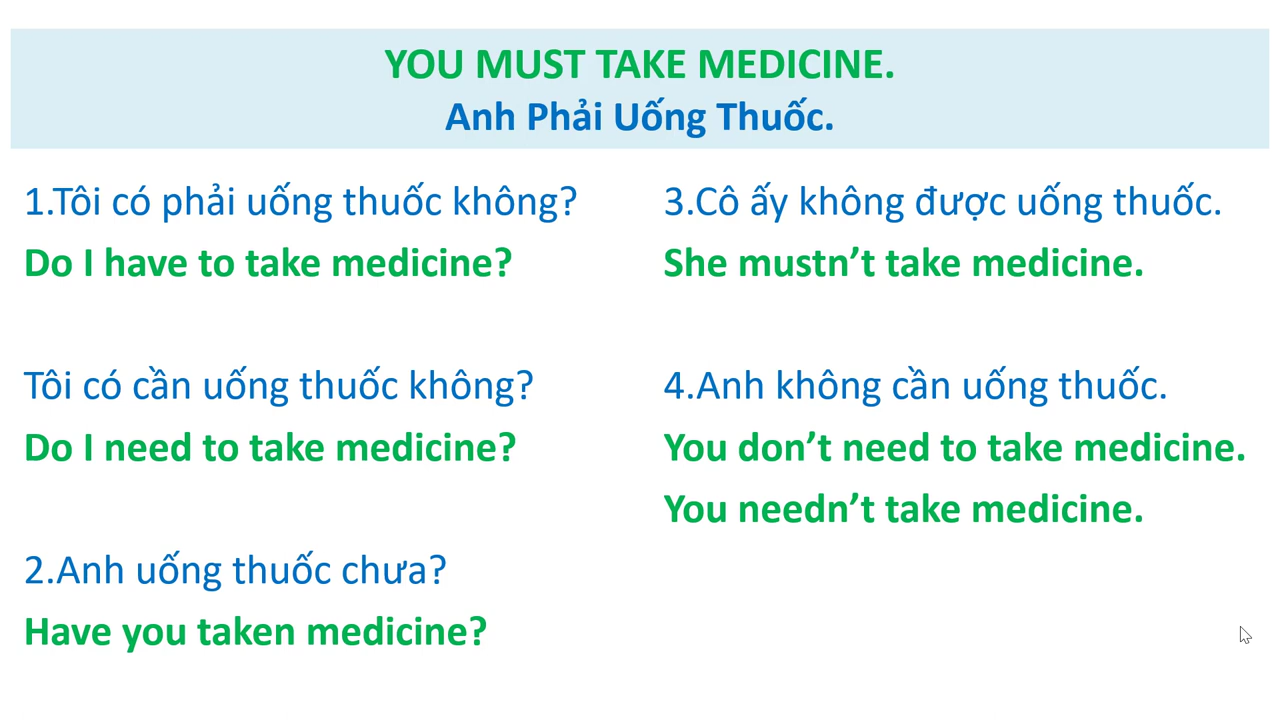 YOU MUST TAKE MEDICINE.
Anh Phải Uống Thuốc.
1.Tôi có phải uống thuốc không?
Do I have to take medicine?
Tôi có cần uống thuốc không?
Do I need to take medicine?
2.Anh uống thuốc chưa?
Have you taken medicine?
3.Cô ấy không được uống thuốc.
She mustn’t take medicine.
4.Anh không cần uống thuốc.
You don’t need to take medicine.
You needn’t take medicine.